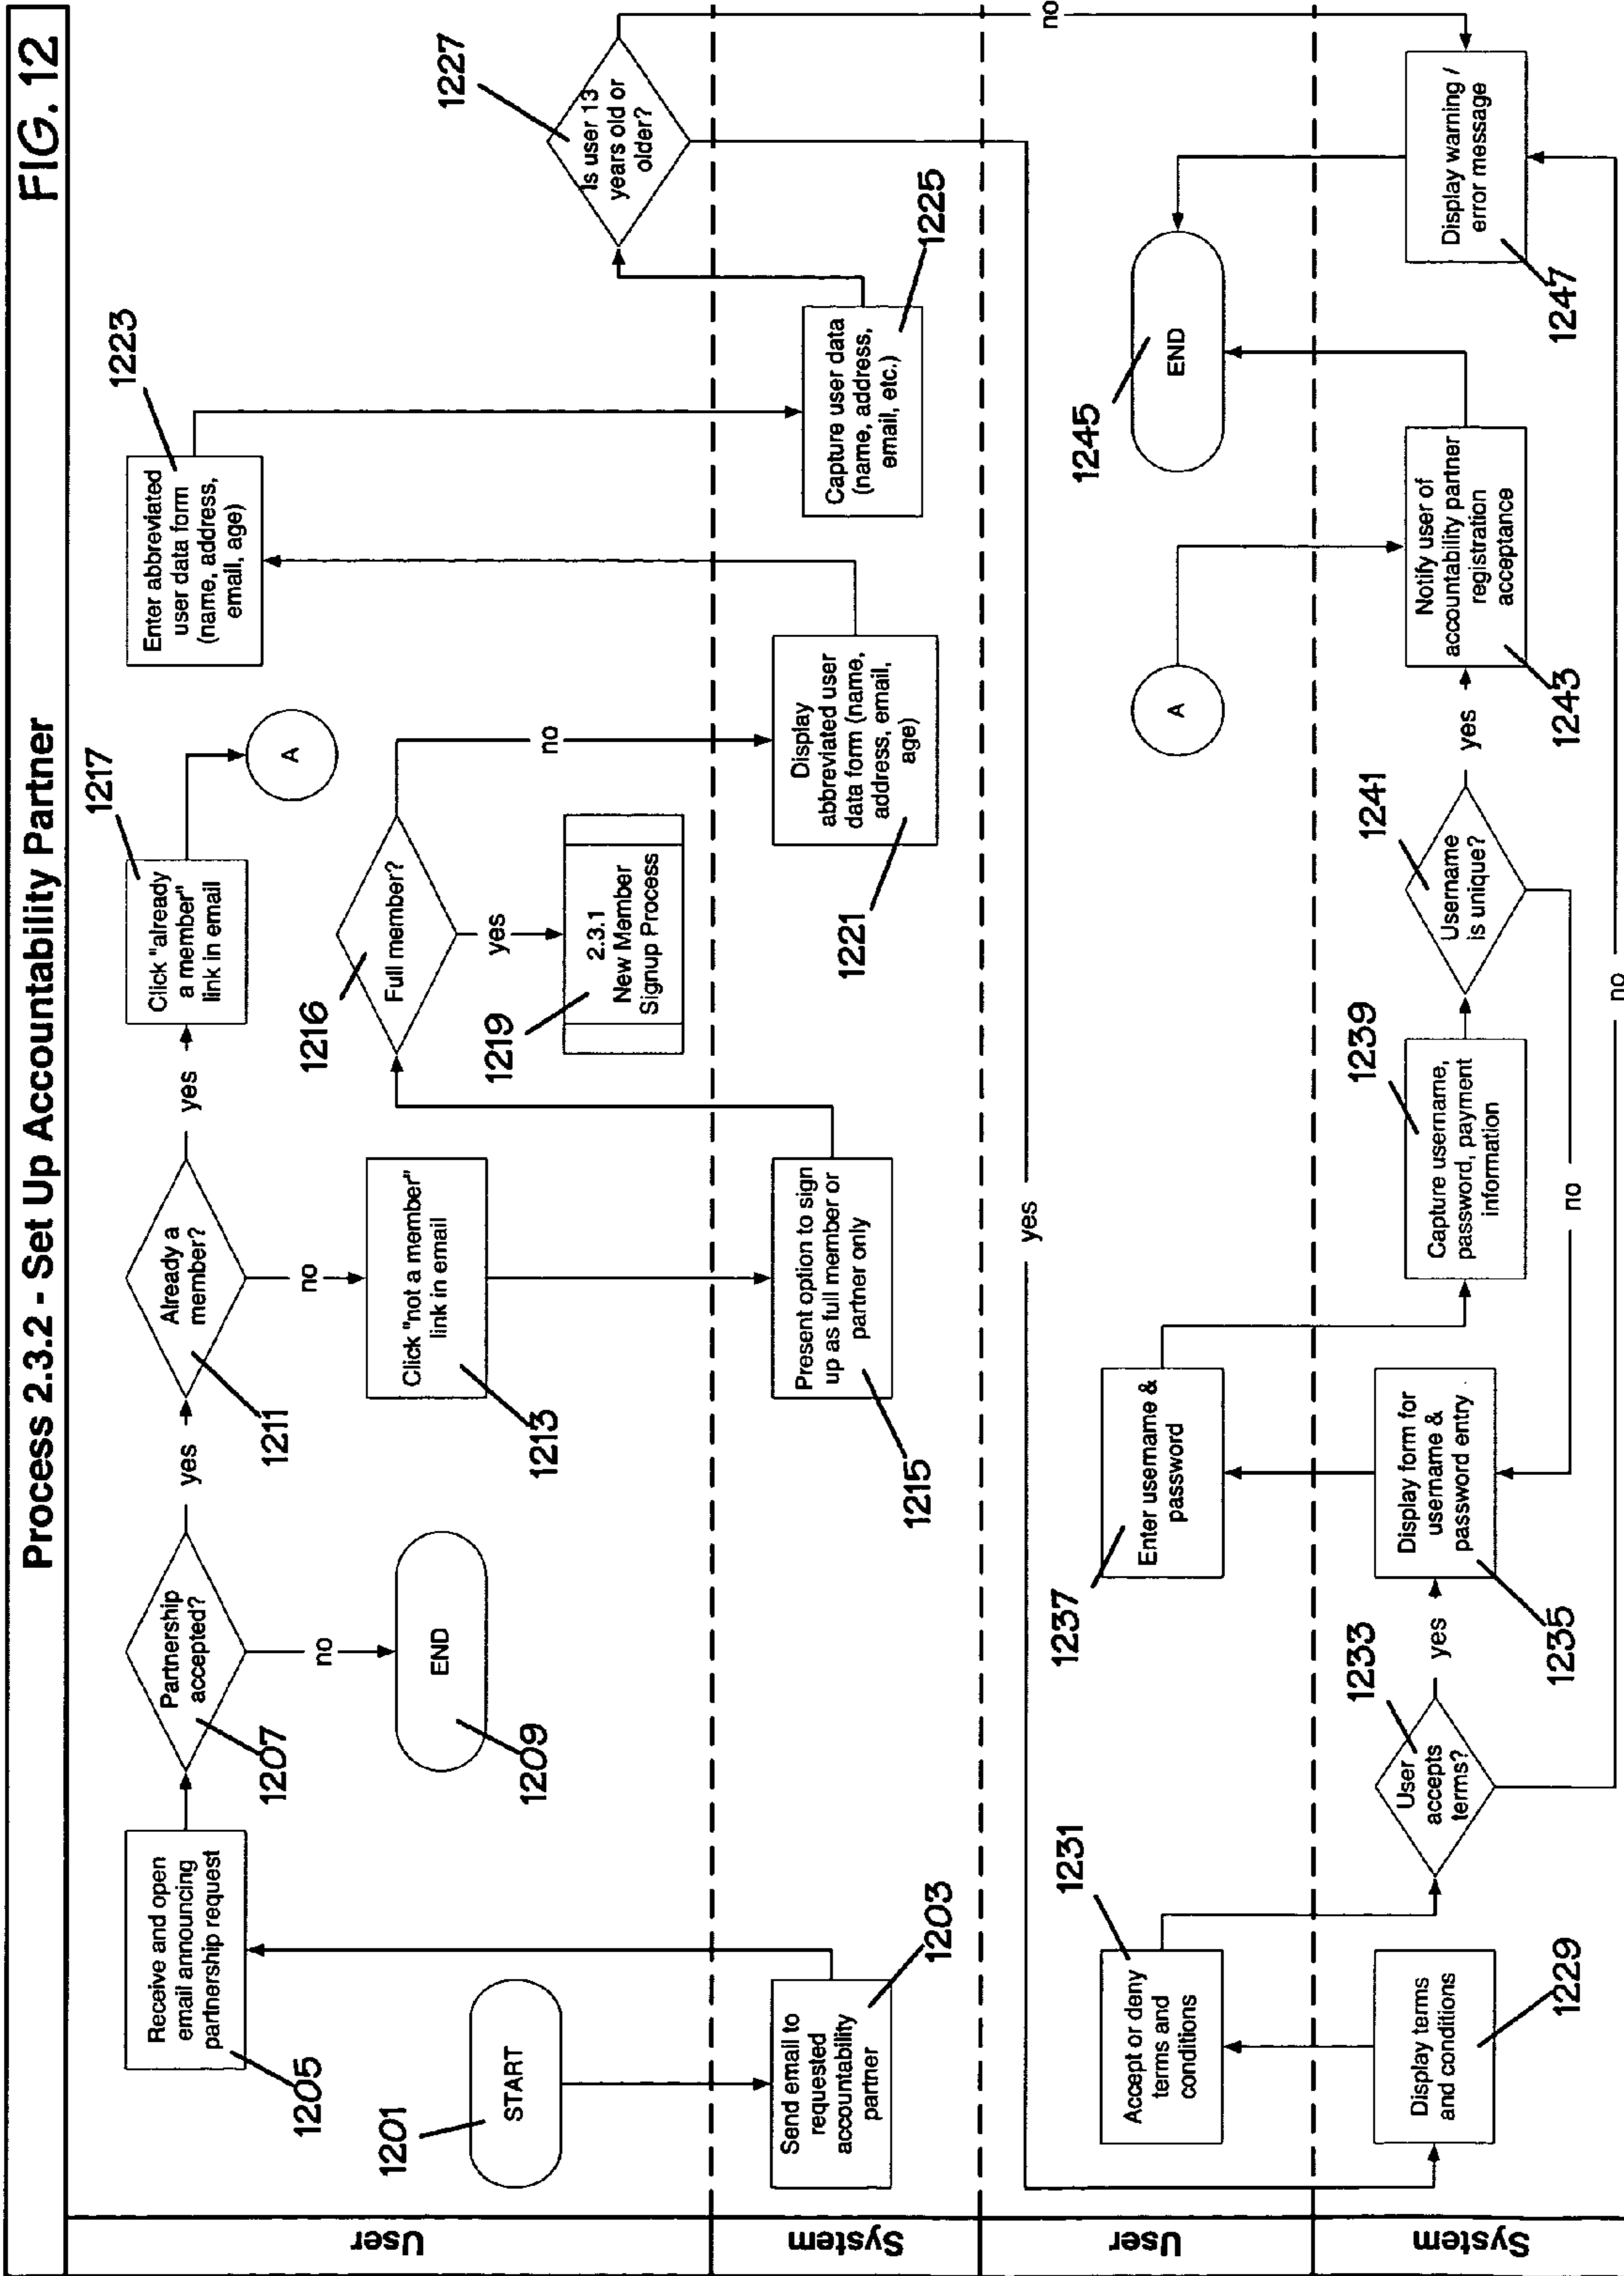 Process 2.3.2 - Set Up Accountability Partner
FIG. 12
User
1201
START
1205
Receive and open
email announcing
partnership request
1207
Partnership
accepted?
no
1209
END
yes
1211
Already a
member?
no
1213
Click "not a member"
link in email
yes
1217
Click "already
a member"
link in email
A
1216
Full member?
yes
1219
2.3.1
New Member
Signup Process
no
1223
Enter abbreviated
user data form
(name, address,
email, age)
1227
Is user 13
years old or
older?
System
1203
Send email to
requested
accountability
partner
1215
Present option to sign
up as full member or
partner only
1221
Display
abbreviated user
data form (name,
address, email,
age)
1225
Capture user data
(name, address,
email, etc.)
yes
no
User
1231
Accept or deny
terms and
conditions
1237
Enter username &
password
A
1245
END
System
1229
Display terms
and conditions
1233
User
accepts
terms?
yes
no
1235
Display form for
username &
password entry
1239
Capture username,
password, payment
information
1241
Username
is unique?
no
yes
1243
Notify user of
accountability partner
registration
acceptance
1247
Display warning /
error message